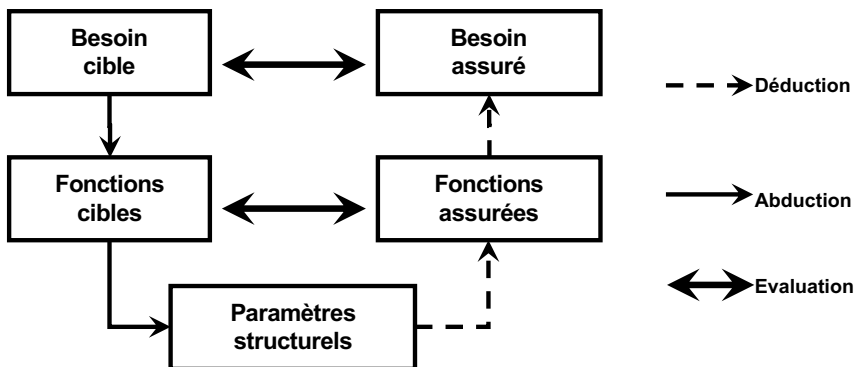 Besoin
cible
Besoin
assuré
Déduction
Fonctions
cibles
Fonctions
assurées
Abduction
Evaluation
Paramètres
structurels